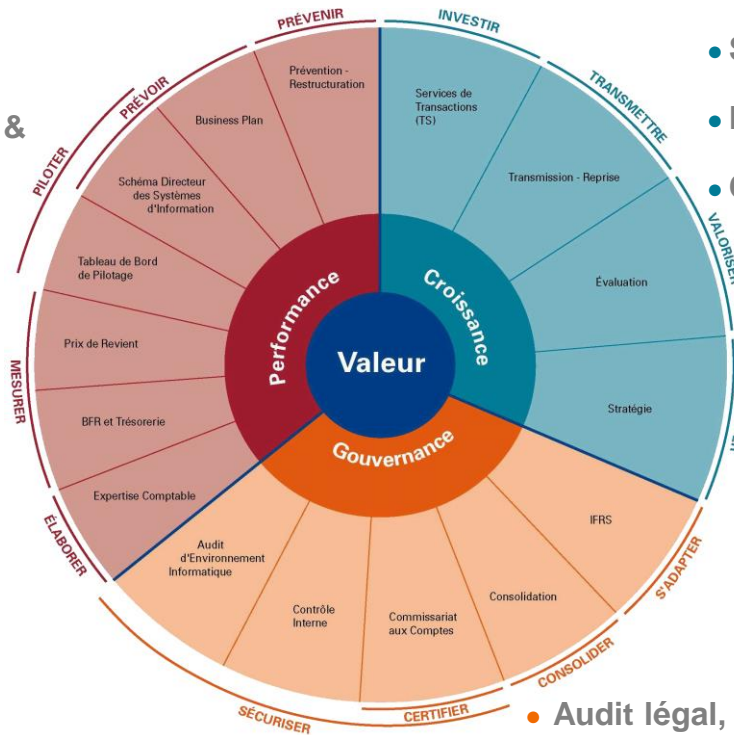 PRÉVENIR
INVESTIR
PRÉVOIR
TRANSMETTRE
PILOTER
VALORISER
MESURER
ÉLABORER
SÉCURISER
CERTIFIER
CONSOLIDER
S'ADAPTER
&
• S
•
• Audit légal,
Prévention -
Restructuration
Business Plan
Schéma Directeur
des Systèmes
d'Information
Tableau de Bord
de Pilotage
Prix de Revient
BFR et Trésorerie
Expertise Comptable
Services de
Transactions
(TS)
Transmission - Reprise
Évaluation
Stratégie
IFRS
Consolidation
Commissariat
aux Comptes
Contrôle
Interne
Audit
d'Environnement
Informatique
Performance
Croissance
Gouvernance
Valeur